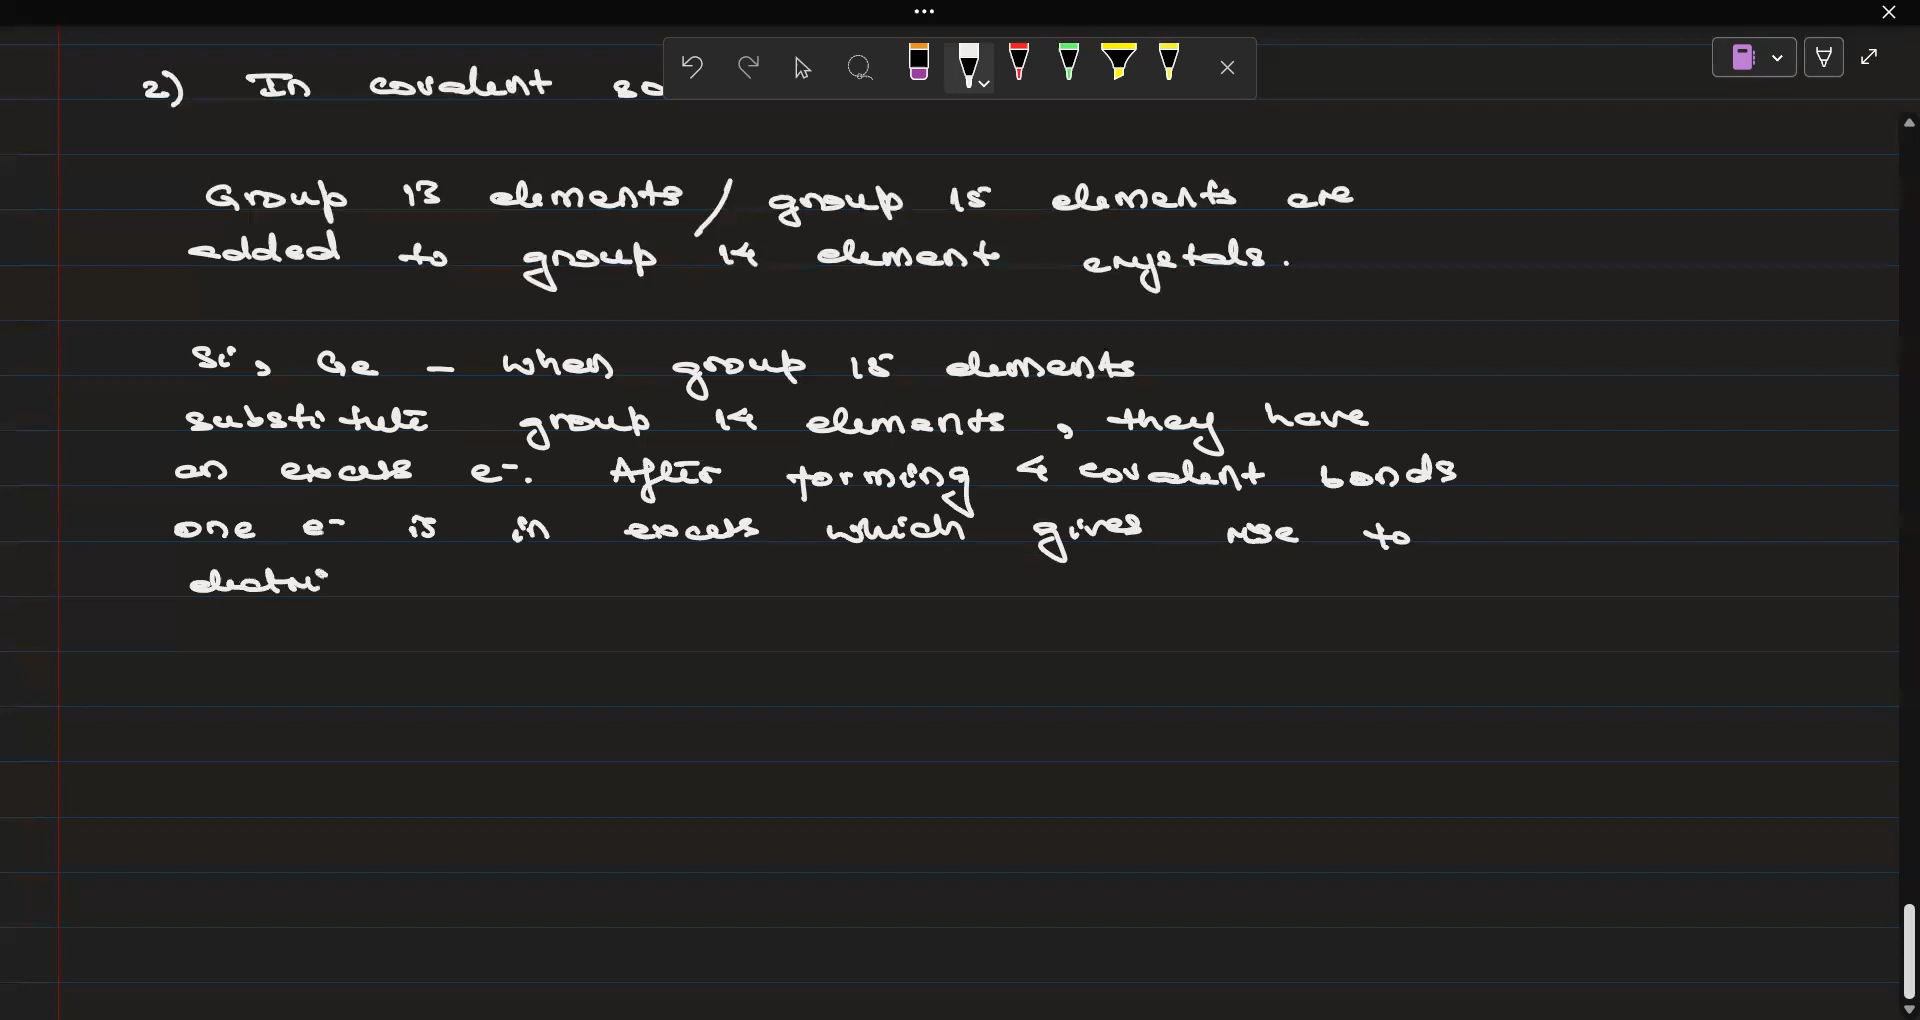 2) In covalent so
Group 13 elements / group 15 elements are
added to group 14 element crystals.
Si, Ge - when group 15 elements
substitute group 14 elements, they have
an excess e-. After forming 4 covalent bonds
one e- is in excess which gives rise to
electri